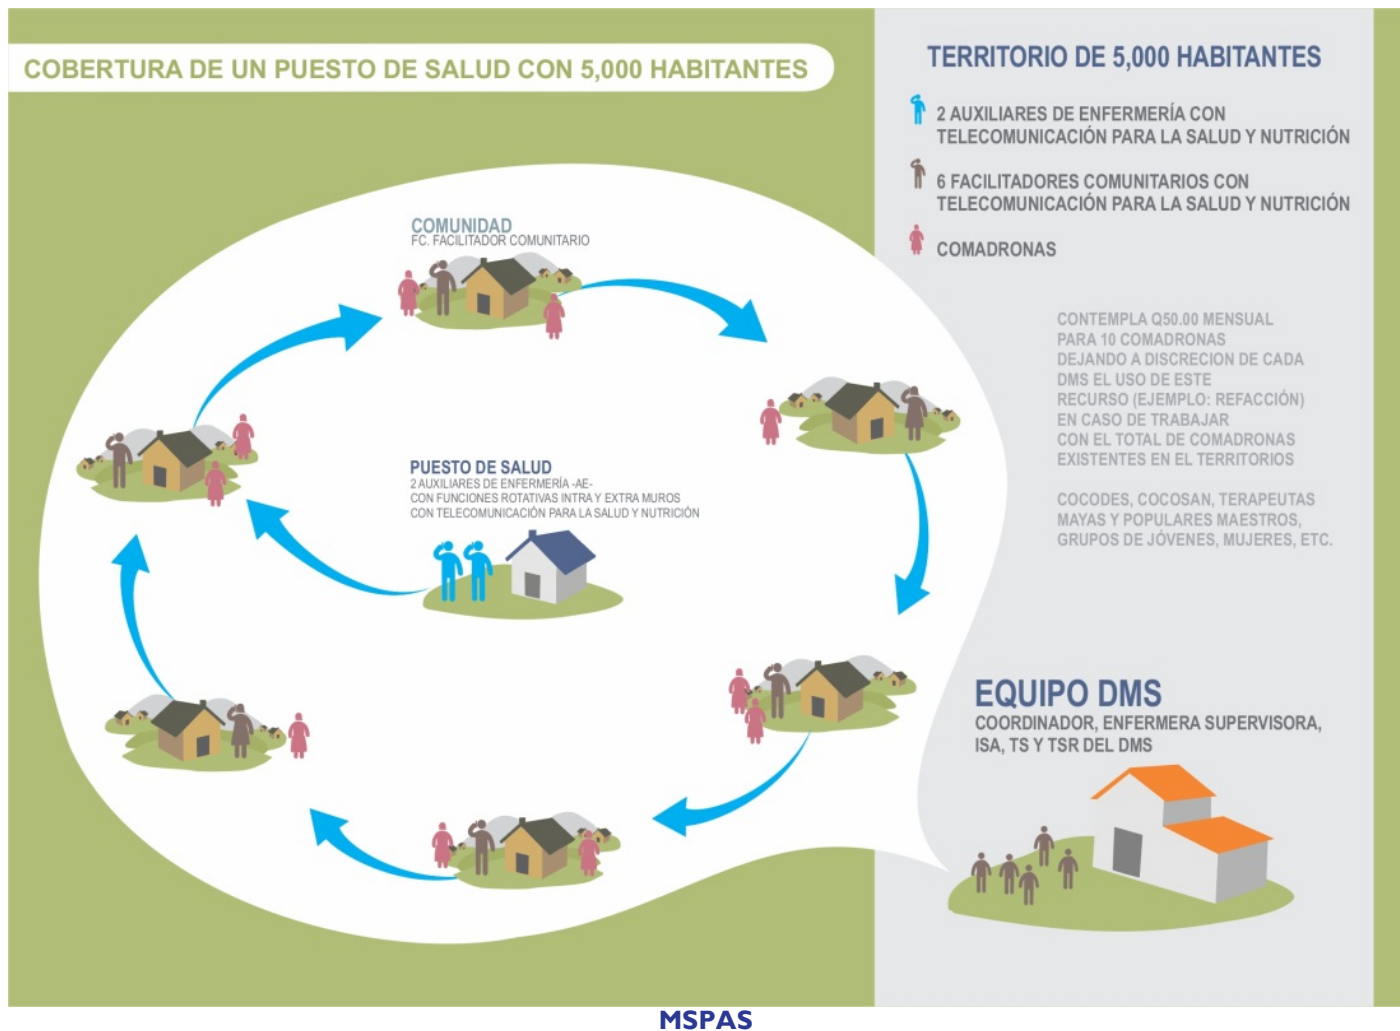 COBERTURA DE UN PUESTO DE SALUD CON 5,000 HABITANTES
COMUNIDAD
FC. FACILITADOR COMUNITARIO
PUESTO DE SALUD
2 AUXILIARES DE ENFERMERÍA -AE-
CON FUNCIONES ROTATIVAS INTRA Y EXTRA MUROS
CON TELECOMUNICACIÓN PARA LA SALUD Y NUTRICIÓN
TERRITORIO DE 5,000 HABITANTES
2 AUXILIARES DE ENFERMERÍA CON
TELECOMUNICACIÓN PARA LA SALUD Y NUTRICIÓN
6 FACILITADORES COMUNITARIOS CON
TELECOMUNICACIÓN PARA LA SALUD Y NUTRICIÓN
COMADRONAS
CONTEMPLA Q50.00 MENSUAL
PARA 10 COMADRONAS
DEJANDO A DISCRECION DE CADA
DMS EL USO DE ESTE
RECURSO (EJEMPLO: REFACCIÓN)
EN CASO DE TRABAJAR
CON EL TOTAL DE COMADRONAS
EXISTENTES EN EL TERRITORIOS
COCODES, COCOSAN, TERAPEUTAS
MAYAS Y POPULARES MAESTROS,
GRUPOS DE JÓVENES, MUJERES, ETC.
EQUIPO DMS
COORDINADOR, ENFERMERA SUPERVISORA,
ISA, TS Y TSR DEL DMS
MSPAS